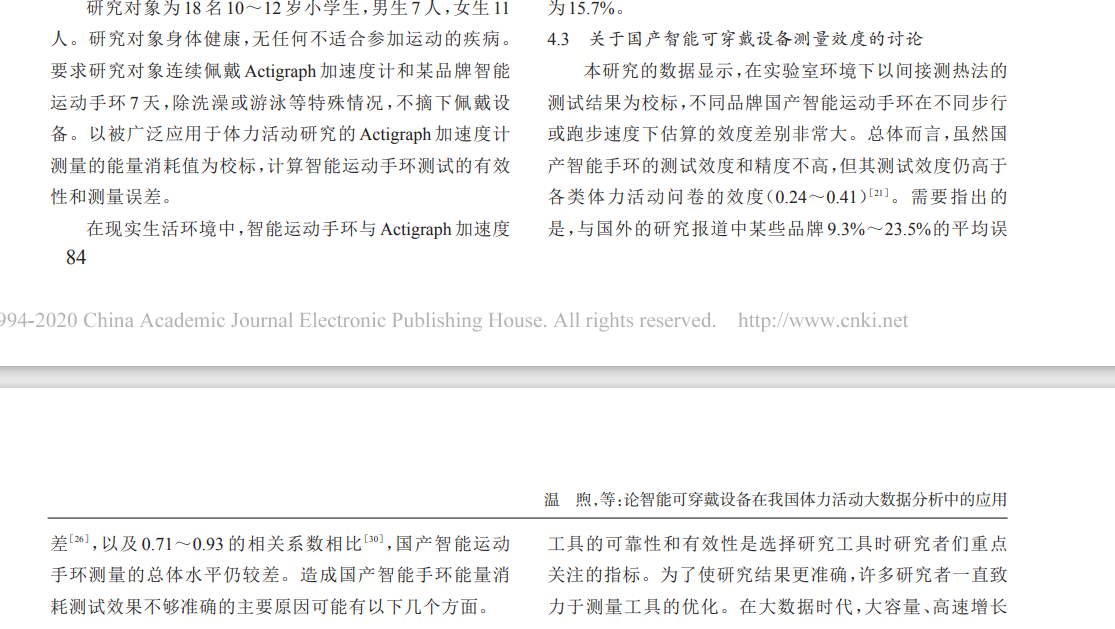 研究对象为18名10～12岁小学生,男生7人,女生11
人。研究对象身体健康,无任何不适合参加运动的疾病。
要求研究对象连续佩戴Actigraph加速度计和某品牌智能
运动手环7天,除洗澡或游泳等特殊情况,不摘下佩戴设
备。以被广泛应用于体力活动研究的Actigraph加速度计
测量的能量消耗值为校标,计算智能运动手环测试的有效
性和测量误差。
在现实生活环境中,智能运动手环与Actigraph加速度
84
为15.7%。
4.3 关于国产智能可穿戴设备测量效度的讨论
本研究的数据显示,在实验室环境下以间接测热法的
测试结果为校标,不同品牌国产智能运动手环在不同步行
或跑步速度下估算的效度差别非常大。总体而言,虽然国
产智能手环的测试效度和精度不高,但其测试效度仍高于
各类体力活动问卷的效度(0.24～0.41)[21]。需要指出的
是,与国外的研究报道中某些品牌9.3%～23.5%的平均误
994-2020 China Academic Journal Electronic Publishing House. All rights reserved. http://www.cnki.net
温 煦,等:论智能可穿戴设备在我国体力活动大数据分析中的应用
差[26],以及0.71～0.93的相关系数相比[30],国产智能运动
手环测量的总体水平仍较差。造成国产智能手环能量消
耗测试效果不够准确的主要原因可能有以下几个方面。
工具的可靠性和有效性是选择研究工具时研究者们重点
关注的指标。为了使研究结果更准确,许多研究者一直致
力于测量工具的优化。在大数据时代,大容量、高速增长